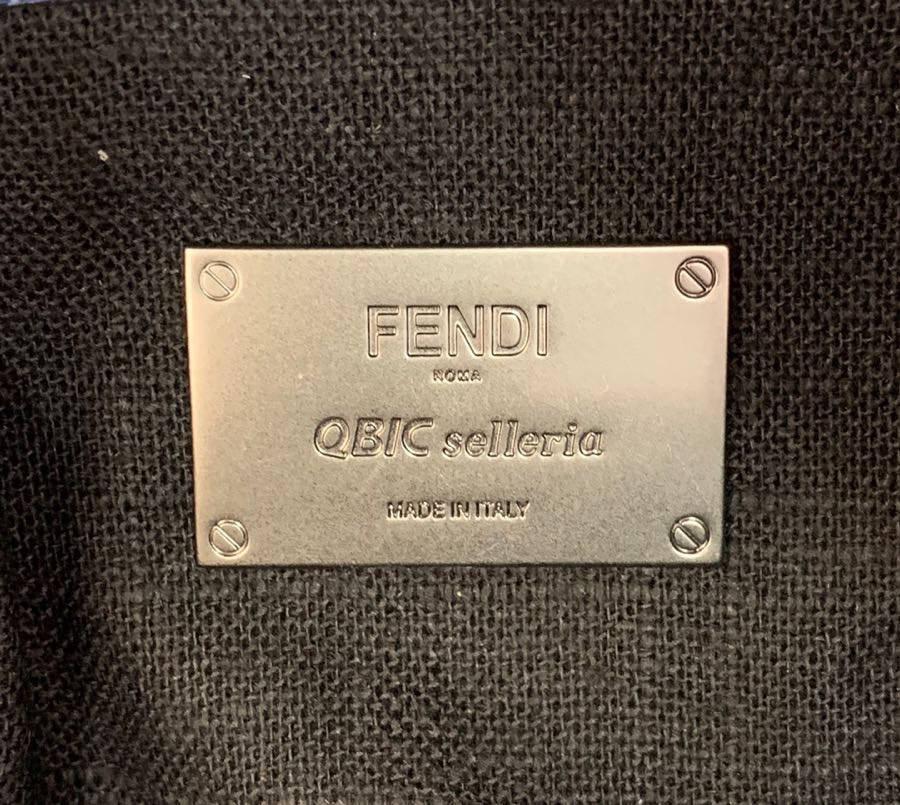 FENDI
ROMA
QBIC selleria
MADE IN ITALY